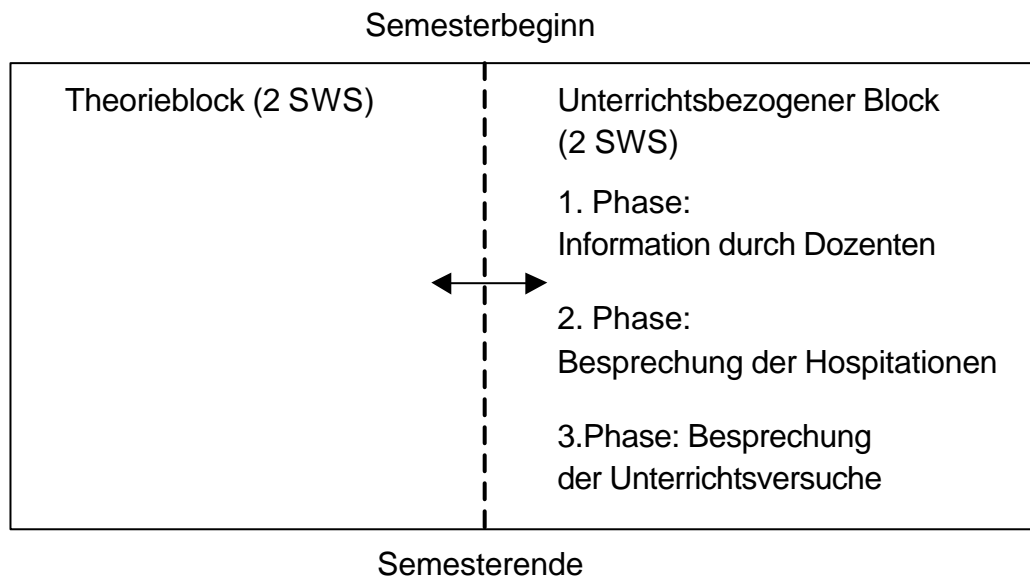 Semesterbeginn
Theorieblock (2 SWS)
Unterrichtsbezogener Block
(2 SWS)
1. Phase:
Information durch Dozenten
2. Phase:
Besprechung der Hospitationen
3.Phase: Besprechung
der Unterrichtsversuche
Semesterende